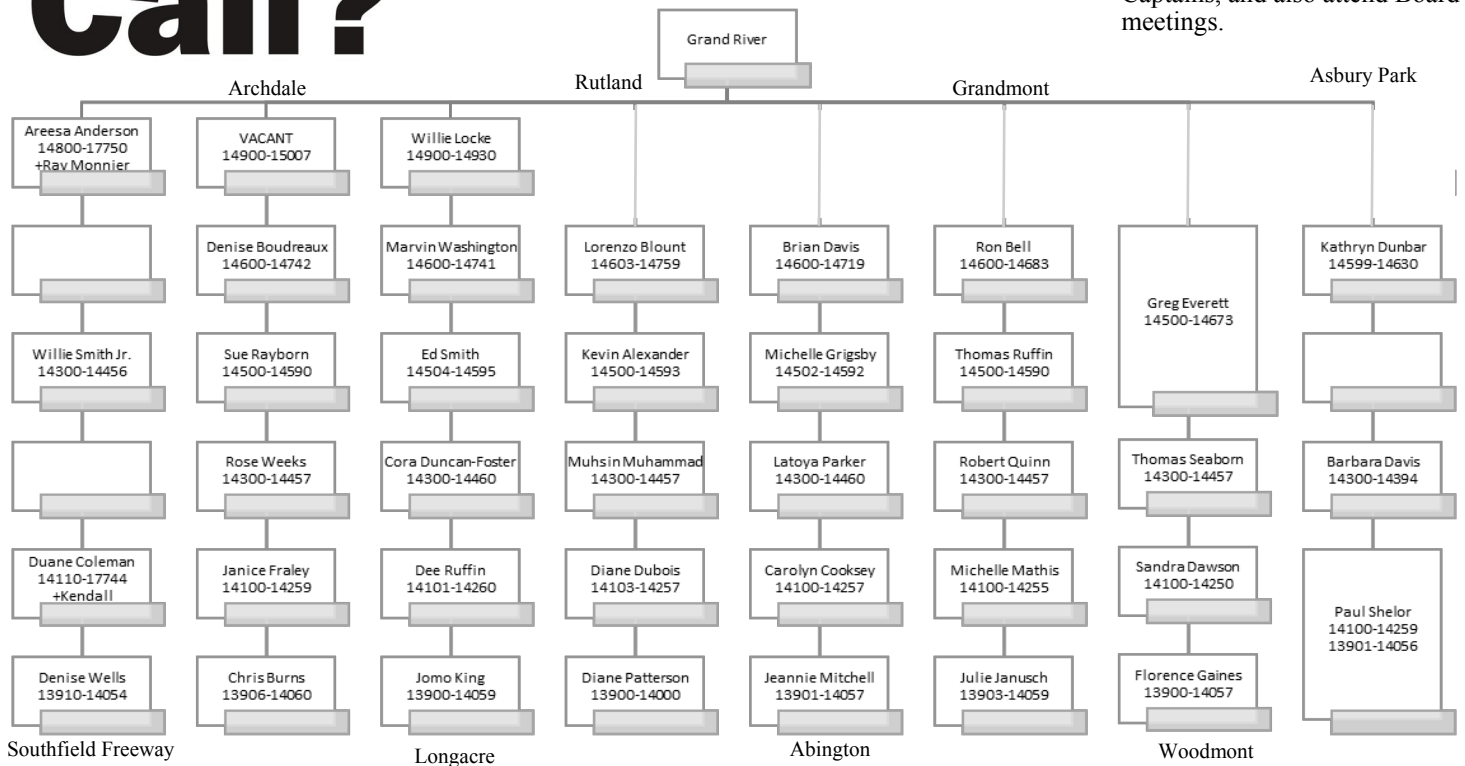 Call?
Captains, and also attend Board
meetings.
Grand River
Archdale
Rutland
Grandmont
Asbury Park
Areesa Anderson
14800-17750
+Ray Monnier
VACANT
14900-15007
Willie Locke
14900-14930
Denise Boudreaux
14600-14742
Marvin Washington
14600-14741
Lorenzo Blount
14603-14759
Brian Davis
14600-14719
Ron Bell
14600-14683
Greg Everett
14500-14673
Kathryn Dunbar
14599-14630
Willie Smith Jr.
14300-14456
Sue Rayborn
14500-14590
Ed Smith
14504-14595
Kevin Alexander
14500-14593
Michelle Grigsby
14502-14592
Thomas Ruffin
14500-14590
Rose Weeks
14300-14457
Cora Duncan-Foster
14300-14460
Muhsin Muhammad
14300-14457
Latoya Parker
14300-14460
Robert Quinn
14300-14457
Thomas Seaborn
14300-14457
Barbara Davis
14300-14394
Duane Coleman
14110-17744
+Kendall
Janice Fraley
14100-14259
Dee Ruffin
14101-14260
Diane Dubois
14103-14257
Carolyn Cooksey
14100-14257
Michelle Mathis
14100-14255
Sandra Dawson
14100-14250
Paul Shelor
14100-14259
13901-14056
Denise Wells
13910-14054
Chris Burns
13906-14060
Jomo King
13900-14059
Diane Patterson
13900-14000
Jeannie Mitchell
13901-14057
Julie Janusch
13903-14059
Florence Gaines
13900-14057
Southfield Freeway
Longacre
Abington
Woodmont